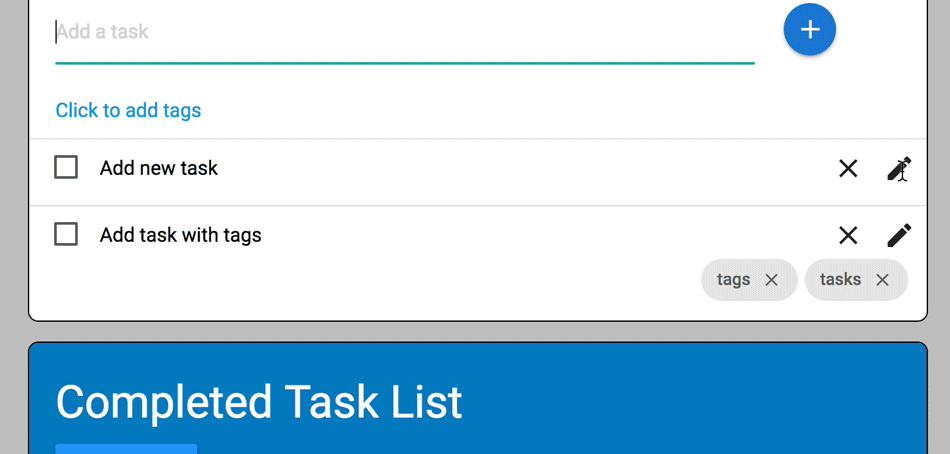 Add a task
Click to add tags
Add new task
Add task with tags
tags
tasks
Completed Task List